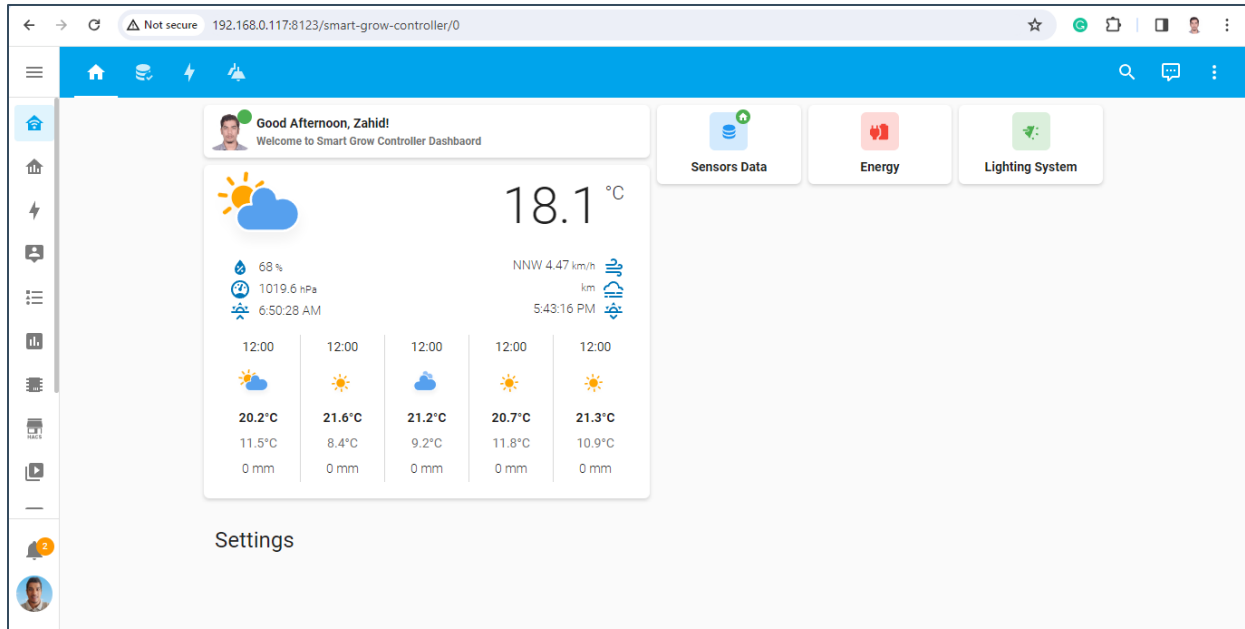 Not secure 192.168.0.117:8123/smart-grow-controller/0
Good Afternoon, Zahid!
Welcome to Smart Grow Controller Dashbaord
Sensors Data
Energy
Lighting System
18.1 °C
68 %
NNW 4.47 km/h
1019.6 hPa
km
6:50:28 AM
5:43:16 PM
12:00 12:00 12:00 12:00 12:00
20.2°C 21.6°C 21.2°C 20.7°C 21.3°C
11.5°C 8.4°C 9.2°C 11.8°C 10.9°C
0 mm 0 mm 0 mm 0 mm 0 mm
HACS
2
Settings